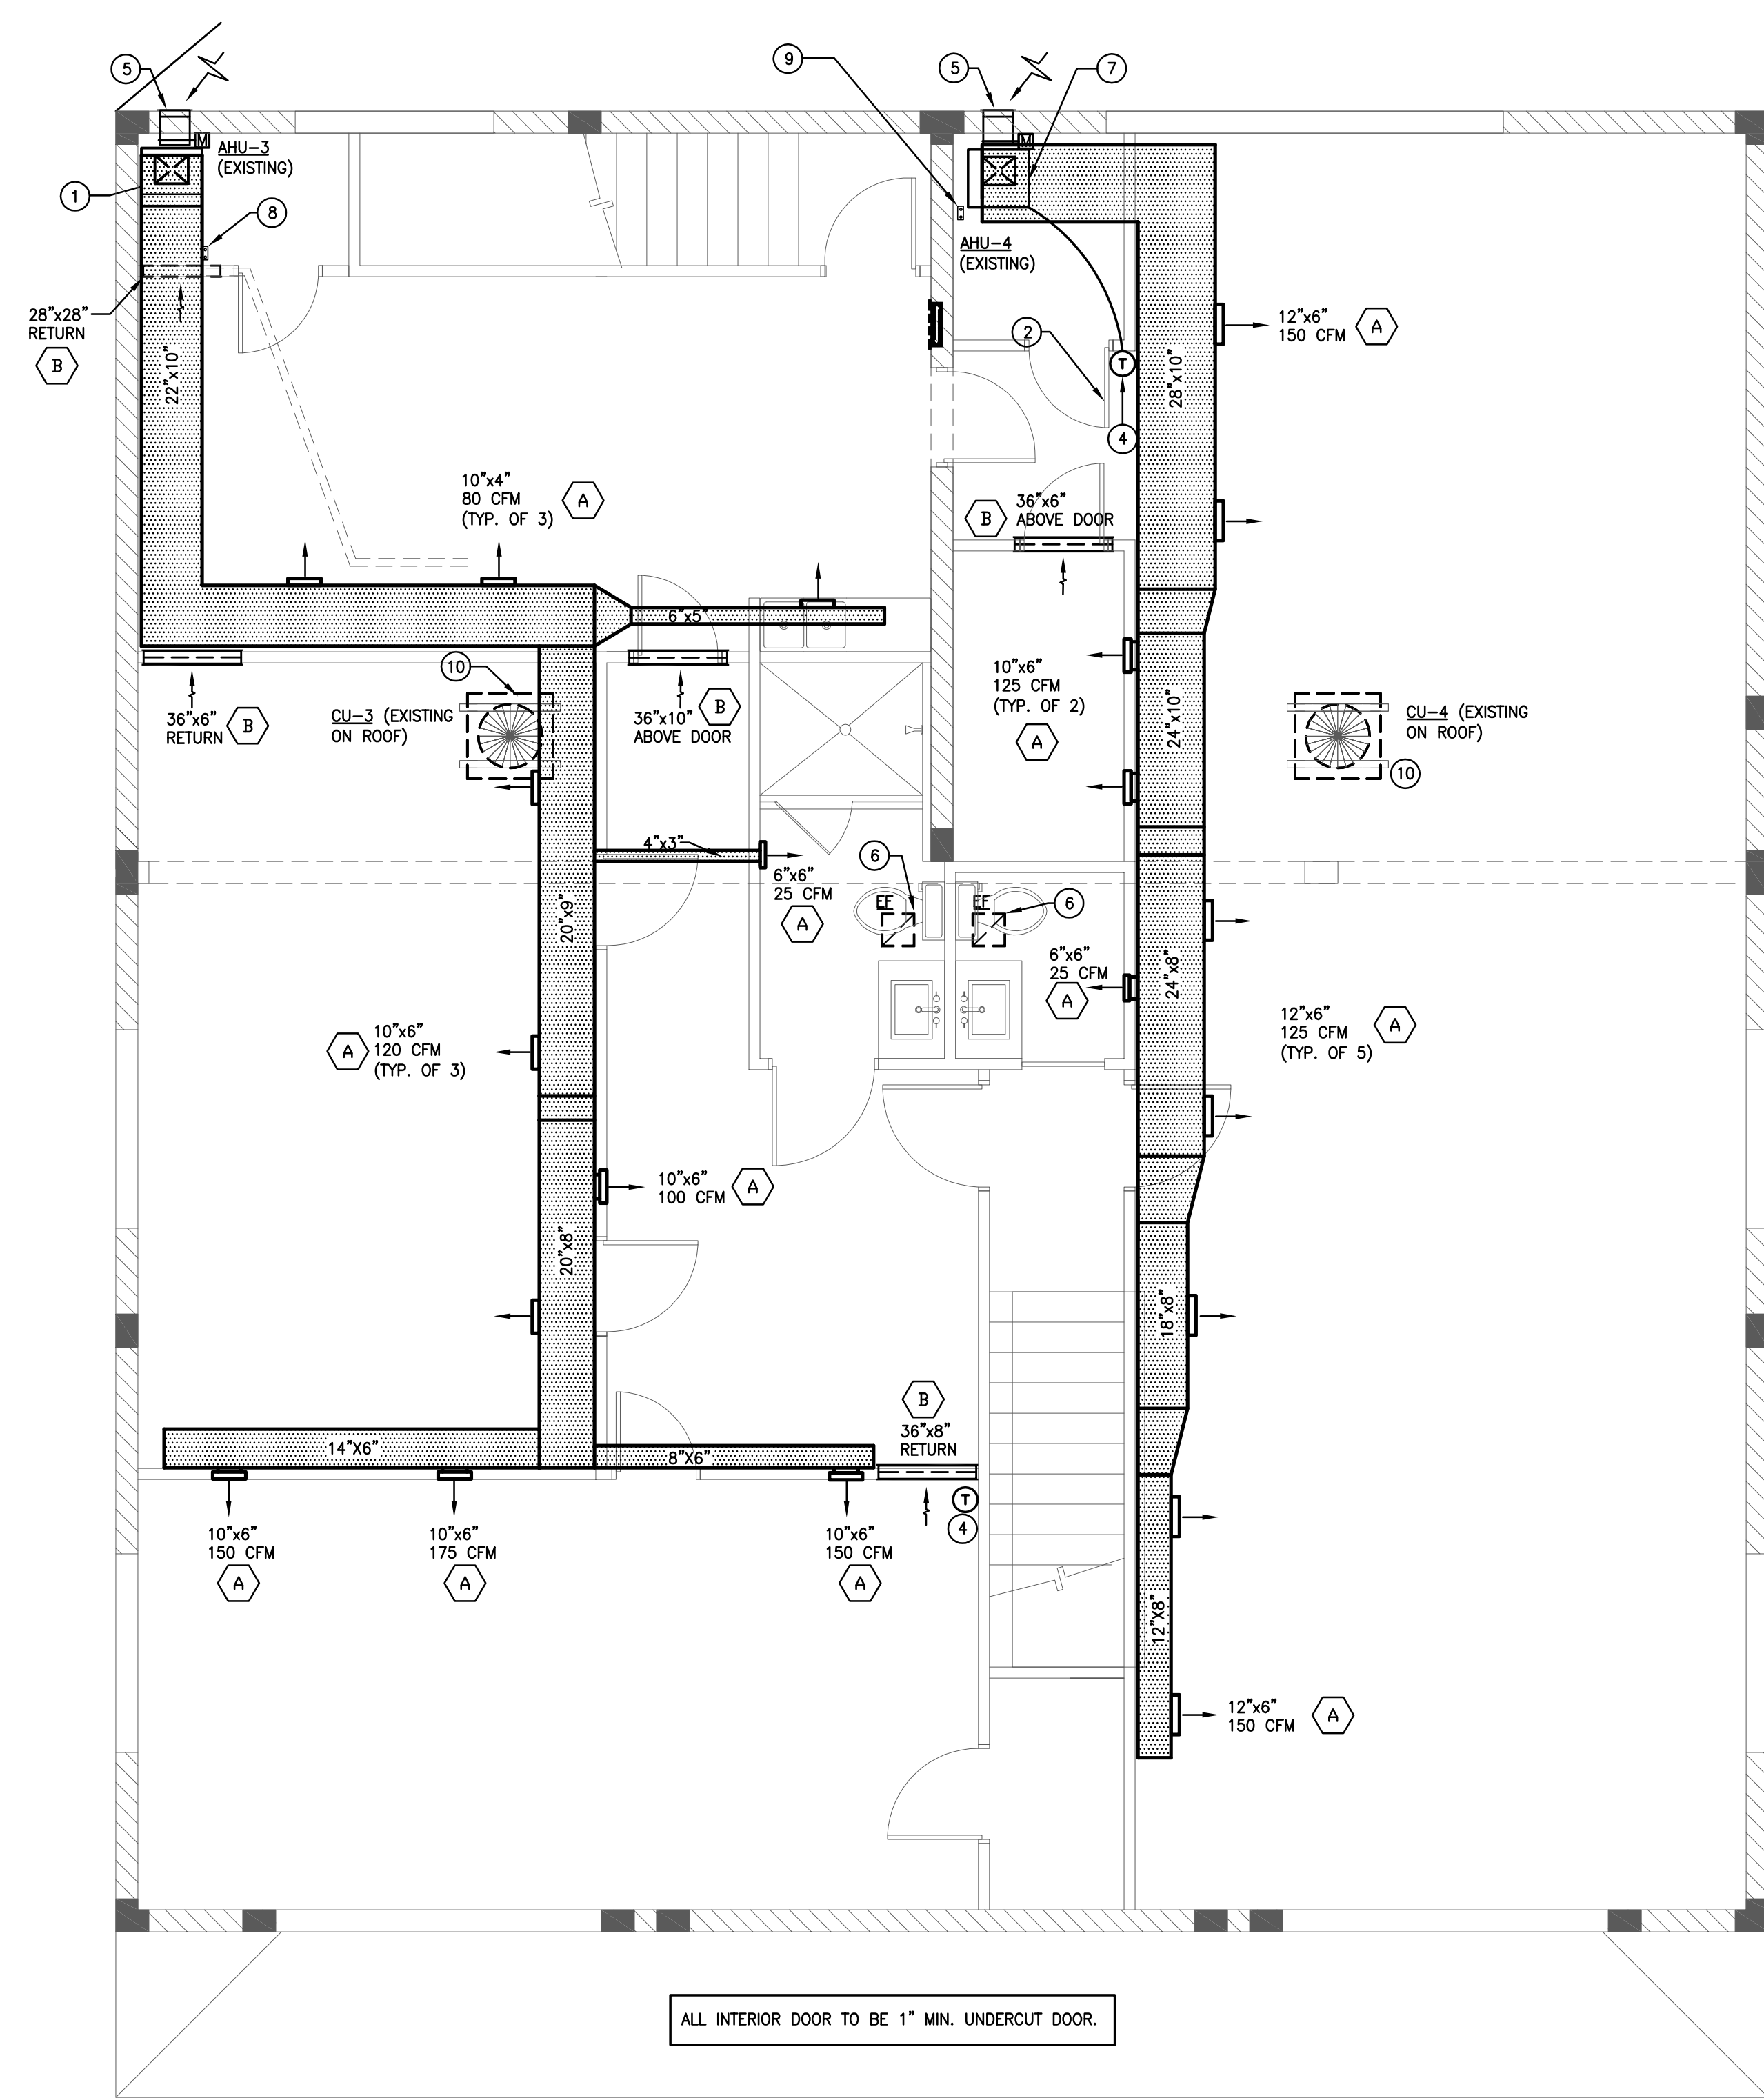 5
9
5
7
M
M
AHU-3
(EXISTING)
1
8
AHU-4
(EXISTING)
28"x28"
RETURN
B
22"x10"
2
T
4
28"x10"
12"x6"
150 CFM
A
10"x4"
80 CFM
(TYP. OF 3)
A
B
36"x6"
ABOVE DOOR
6"x5"
10
36"x6"
RETURN
B
CU-3 (EXISTING
ON ROOF)
36"x10"
ABOVE DOOR
B
10"x6"
125 CFM
(TYP. OF 2)
A
24"x10"
CU-4 (EXISTING
ON ROOF)
10
4"x3"
6"x6"
25 CFM
A
6
EF
EF
6
20"x9"
6"x6"
25 CFM
A
24"x8"
A
10"x6"
120 CFM
(TYP. OF 3)
12"x6"
125 CFM
(TYP. OF 5)
A
10"x6"
100 CFM
A
20"x8"
18"x8"
B
36"x8"
RETURN
14"X6"
8"X6"
T
4
10"x6"
150 CFM
A
10"x6"
175 CFM
A
10"x6"
150 CFM
A
12"X8"
12"x6"
150 CFM
A
ALL INTERIOR DOOR TO BE 1" MIN. UNDERCUT DOOR.